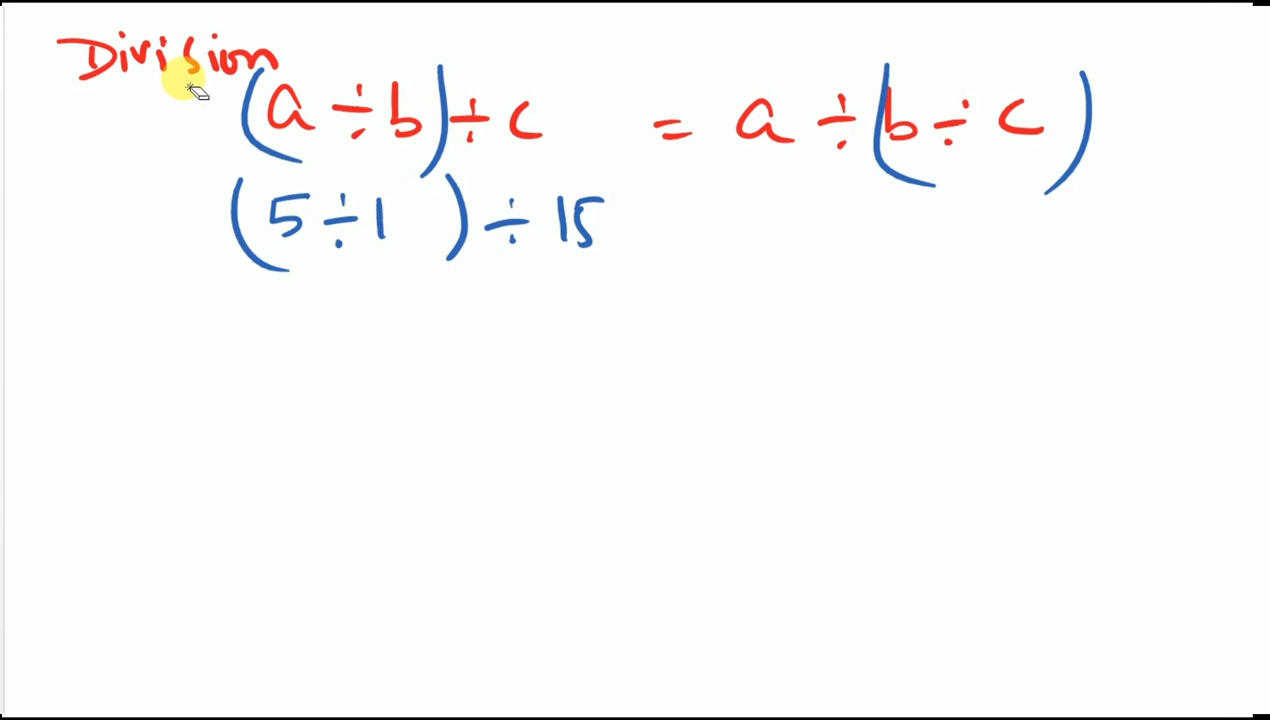 Division
(a ÷ b) ÷ c = a ÷ (b ÷ c)
(5 ÷ 1 ) ÷ 15